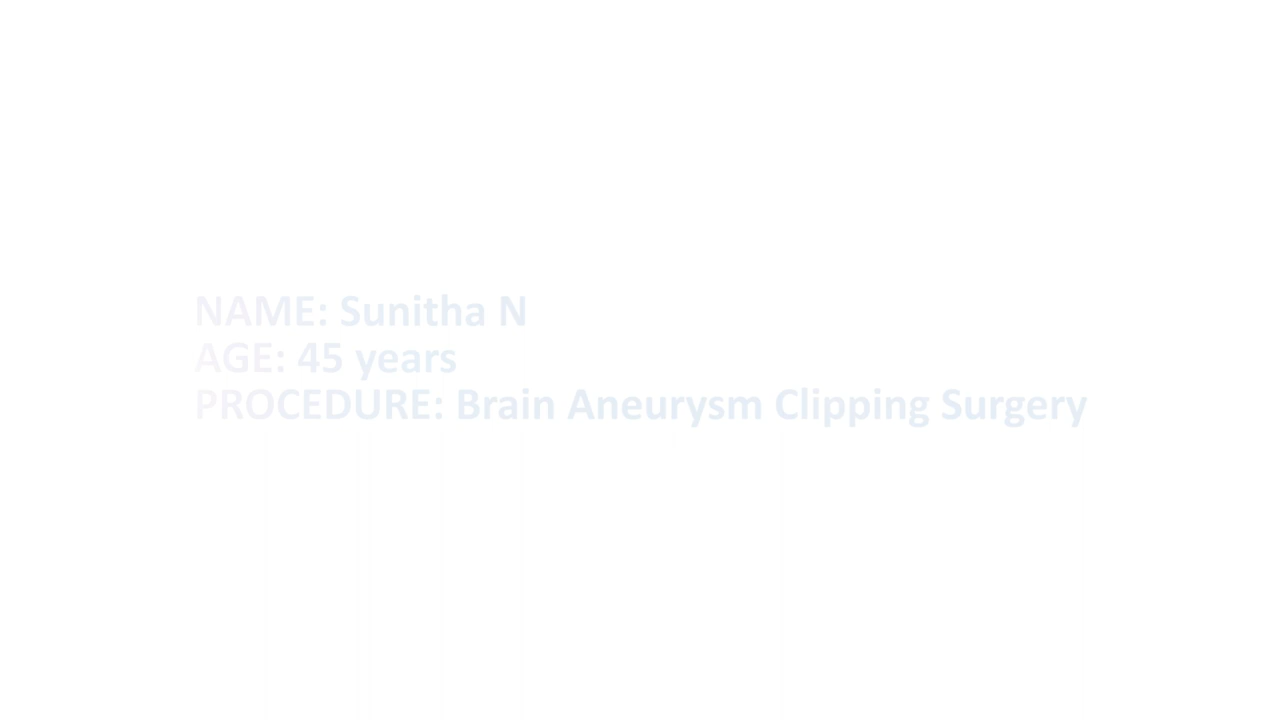 NAME: Sunitha N
AGE: 45 years
PROCEDURE: Brain Aneurysm Clipping Surgery